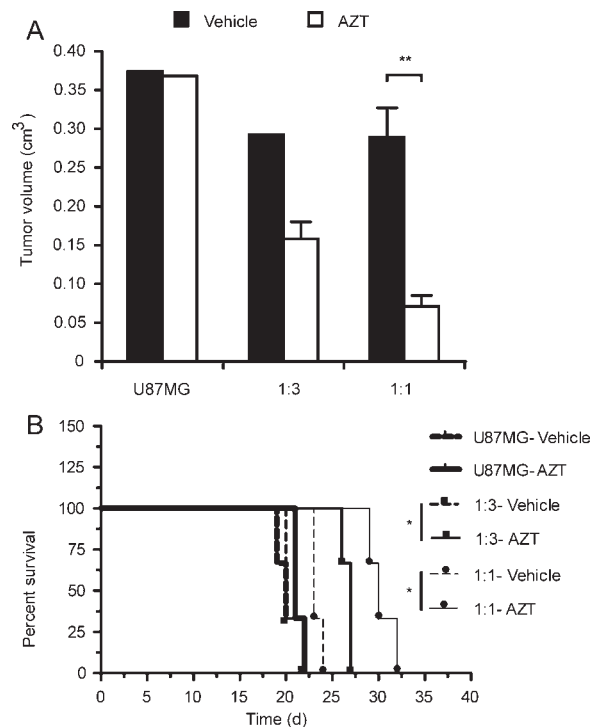 A
Vehicle AZT
**
Tumor volume (cm³)
0.40
0.35
0.30
0.25
0.20
0.15
0.10
0.05
0
U87MG 1:3 1:1
B
Percent survival
150
125
100
75
50
25
0
0 5 10 15 20 25 30 35 40
Time (d)
U87MG- Vehicle
U87MG- AZT
1:3- Vehicle
*
1:3- AZT
1:1- Vehicle
*
1:1- AZT